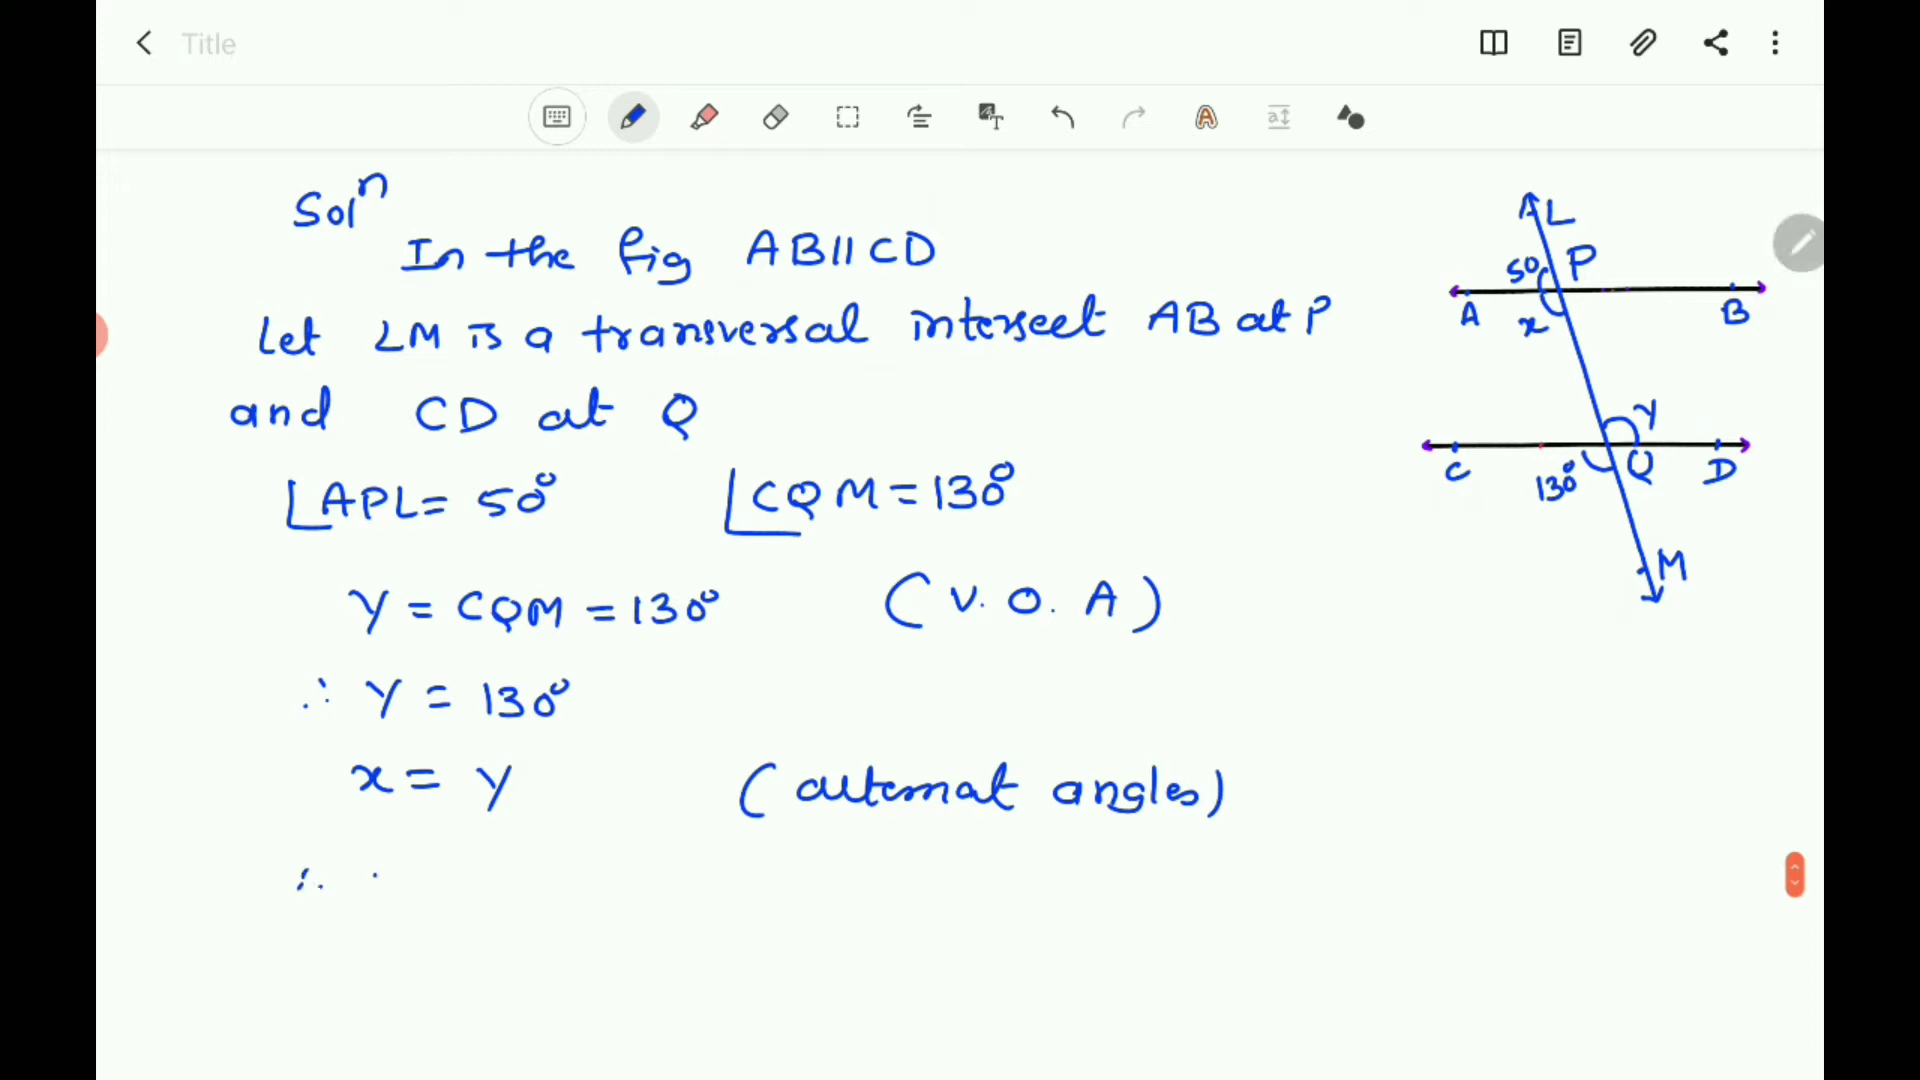 Title
Solⁿ
In the fig AB||CD
Let LM is a transversal intersect AB at P
and CD at Q
∠APL = 50° ∠CQM = 130°
Y = CQM = 130° (V.O.A)
∴ Y = 130°
x = Y (alternat angles)
∴
L
P
50
A
x
B
Y
C
130°
Q
D
M